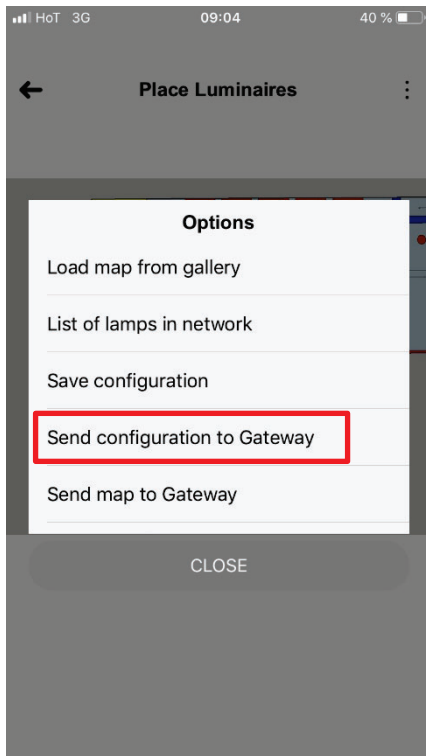 HoT 3G 09:04 40 %
Place Luminaires
Options
Load map from gallery
List of lamps in network
Save configuration
Send configuration to Gateway
Send map to Gateway
CLOSE